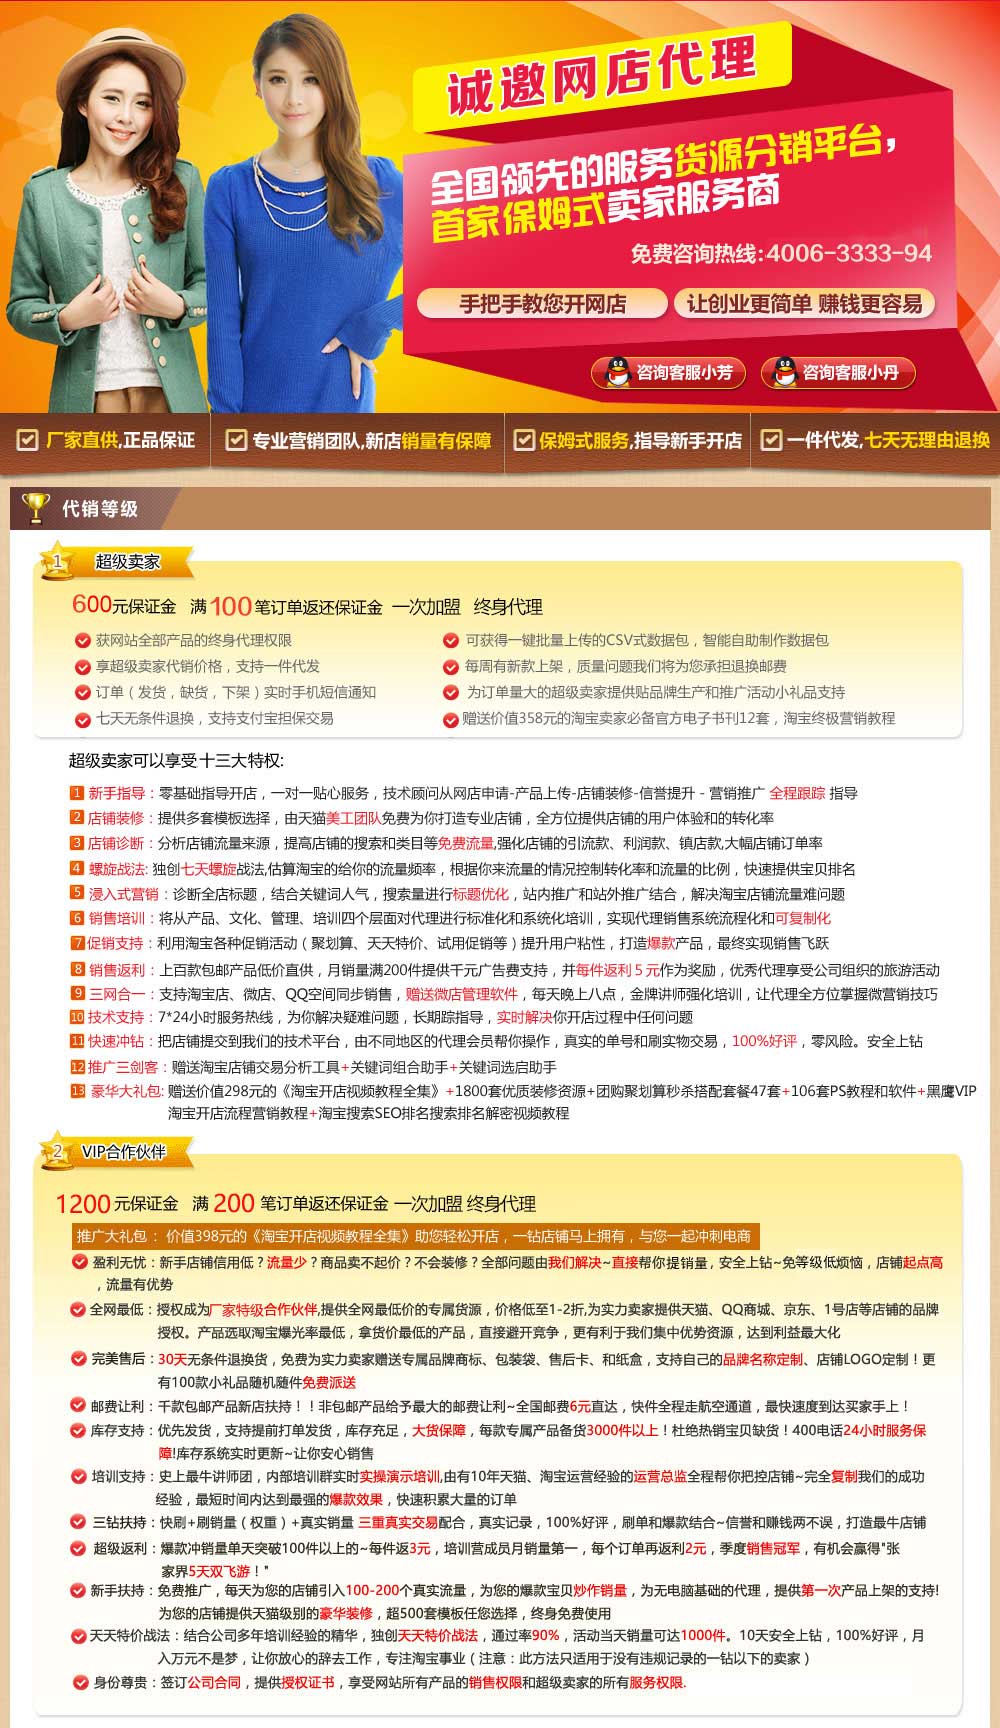 诚邀网店代理
全国领先的服务货源分销平台，
首家保姆式卖家服务商
免费咨询热线:4006-3333-94
手把手教您开网店 让创业更简单 赚钱更容易
咨询客服小芳 咨询客服小丹
厂家直供,正品保证 专业营销团队,新店销量有保障 保姆式服务,指导新手开店 一件代发,七天无理由退换
代销等级
1 超级卖家
600元保证金 满100笔订单返还保证金 一次加盟 终身代理
获网站全部产品的终身代理权限 可获得一键批量上传的CSV式数据包，智能自助制作数据包
享超级卖家代销价格，支持一件代发 每周有新款上架，质量问题我们将为您承担退换邮费
订单（发货，缺货，下架）实时手机短信通知 为订单量大的超级卖家提供贴品牌生产和推广活动小礼品支持
七天无条件退换，支持支付宝担保交易 赠送价值358元的淘宝卖家必备官方电子书刊12套，淘宝终极营销教程
超级卖家可以享受十三大特权:
1 新手指导：零基础指导开店，一对一贴心服务，技术顾问从网店申请-产品上传-店铺装修-信誉提升 - 营销推广 全程跟踪 指导
2 店铺装修：提供多套模板选择，由天猫美工团队免费为你打造专业店铺，全方位提供店铺的用户体验和的转化率
3 店铺诊断：分析店铺流量来源，提高店铺的搜索和类目等免费流量,强化店铺的引流款、利润款、镇店款,大幅店铺订单率
4 螺旋战法: 独创七天螺旋战法,估算淘宝的给你的流量频率，根据你来流量的情况控制转化率和流量的比例，快速提供宝贝排名
5 浸入式营销：诊断全店标题，结合关键词人气，搜索量进行标题优化，站内推广和站外推广结合，解决淘宝店铺流量难问题
6 销售培训：将从产品、文化、管理、培训四个层面对代理进行标准化和系统化培训，实现代理销售系统流程化和可复制化
7 促销支持：利用淘宝各种促销活动（聚划算、天天特价、试用促销等）提升用户粘性，打造爆款产品，最终实现销售飞跃
8 销售返利：上百款包邮产品低价直供，月销量满200件提供千元广告费支持，并每件返利５元作为奖励，优秀代理享受公司组织的旅游活动
9 三网合一：支持淘宝店、微店、QQ空间同步销售，赠送微店管理软件，每天晚上八点，金牌讲师强化培训，让代理全方位掌握微营销技巧
10 技术支持：7*24小时服务热线，为你解决疑难问题，长期踪指导，实时解决你开店过程中任何问题
11 快速冲钻：把店铺提交到我们的技术平台，由不同地区的代理会员帮你操作，真实的单号和刷实物交易，100%好评，零风险。安全上钻
12 推广三剑客：赠送淘宝店铺交易分析工具+关键词组合助手+关键词选启助手
13 豪华大礼包: 赠送价值298元的《淘宝开店视频教程全集》+1800套优质装修资源+团购聚划算秒杀搭配套餐47套+106套PS教程和软件+黑鹰VIP
淘宝开店流程营销教程+淘宝搜索SEO排名搜索排名解密视频教程
2 VIP合作伙伴
1200元保证金 满 200 笔订单返还保证金 一次加盟 终身代理
推广大礼包 ：价值398元的《淘宝开店视频教程全集》助您轻松开店，一钻店铺马上拥有，与您一起冲刺电商
盈利无忧：新手店铺信用低？流量少？商品卖不起价？不会装修？全部问题由我们解决~直接帮你提销量，安全上钻~免等级低烦恼，店铺起点高
，流量有优势
全网最低：授权成为厂家特级合作伙伴,提供全网最低价的专属货源，价格低至1-2折,为实力卖家提供天猫、QQ商城、京东、1号店等店铺的品牌
授权。产品选取淘宝爆光率最低，拿货价最低的产品，直接避开竞争，更有利于我们集中优势资源，达到利益最大化
完美售后：30天无条件退换货，免费为实力卖家赠送专属品牌商标、包装袋、售后卡、和纸盒，支持自己的品牌名称定制、店铺LOGO定制！更
有100款小礼品随机随件免费派送
邮费让利：千款包邮产品新店扶持！！非包邮产品给予最大的邮费让利~全国邮费6元直达，快件全程走航空通道，最快速度到达买家手上！
库存支持：优先发货，支持提前打单发货，库存充足，大货保障，每款专属产品备货3000件以上！杜绝热销宝贝缺货！400电话24小时服务保
障!库存系统实时更新~让你安心销售
培训支持：史上最牛讲师团，内部培训群实时实操演示培训,由有10年天猫、淘宝运营经验的运营总监全程帮你把控店铺~完全复制我们的成功
经验，最短时间内达到最强的爆款效果，快速积累大量的订单
三钻扶持：快刷+刷销量（权重）+真实销量 三重真实交易配合，真实记录，100%好评，刷单和爆款结合~信誉和赚钱两不误，打造最牛店铺
超级返利：爆款冲销量单天突破100件以上的~每件返3元，培训营成员月销量第一，每个订单再返利2元，季度销售冠军，有机会赢得"张
家界5天双飞游！"
新手扶持：免费推广，每天为您的店铺引入100-200个真实流量，为您的爆款宝贝炒作销量，为无电脑基础的代理，提供第一次产品上架的支持!
为您的店铺提供天猫级别的豪华装修，超500套模板任您选择，终身免费使用
天天特价战法：结合公司多年培训经验的精华，独创天天特价战法，通过率90%，活动当天销量可达1000件。10天安全上钻，100%好评，月
入万元不是梦，让你放心的辞去工作，专注淘宝事业（注意：此方法只适用于没有违规记录的一钻以下的卖家）
身份尊贵：签订公司合同，提供授权证书，享受网站所有产品的销售权限和超级卖家的所有服务权限.